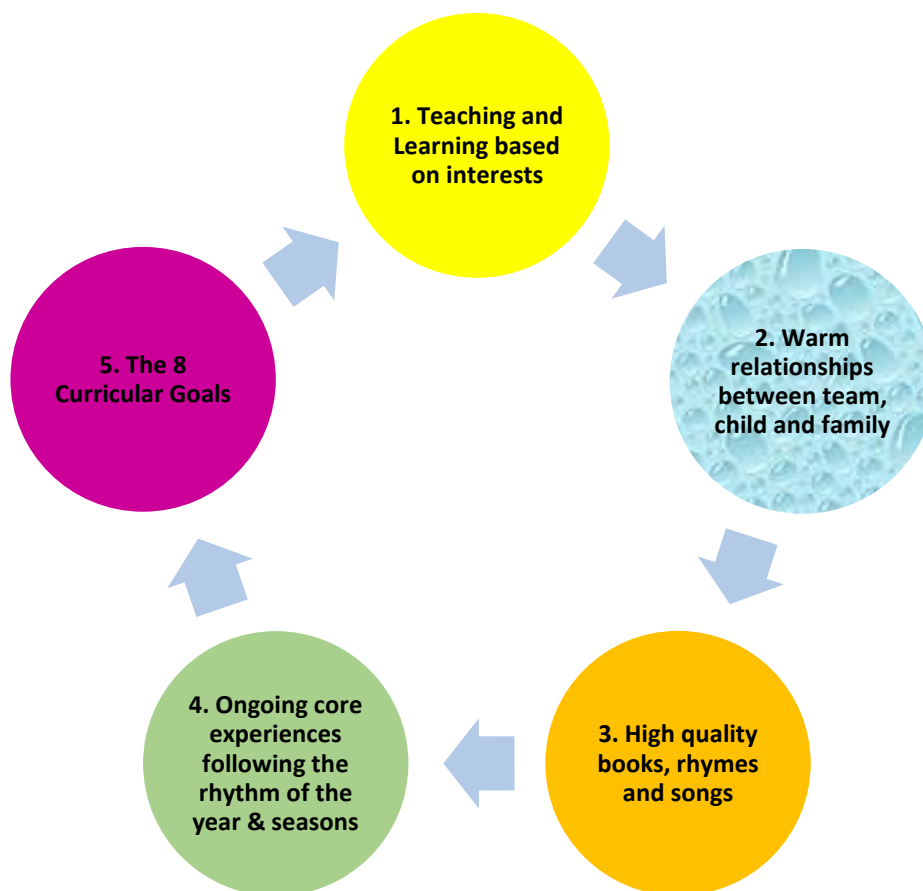 1. Teaching and
Learning based
on interests
2. Warm
relationships
between team,
child and family
3. High quality
books, rhymes
and songs
4. Ongoing core
experiences
following the
rhythm of the
year & seasons
5. The 8
Curricular Goals